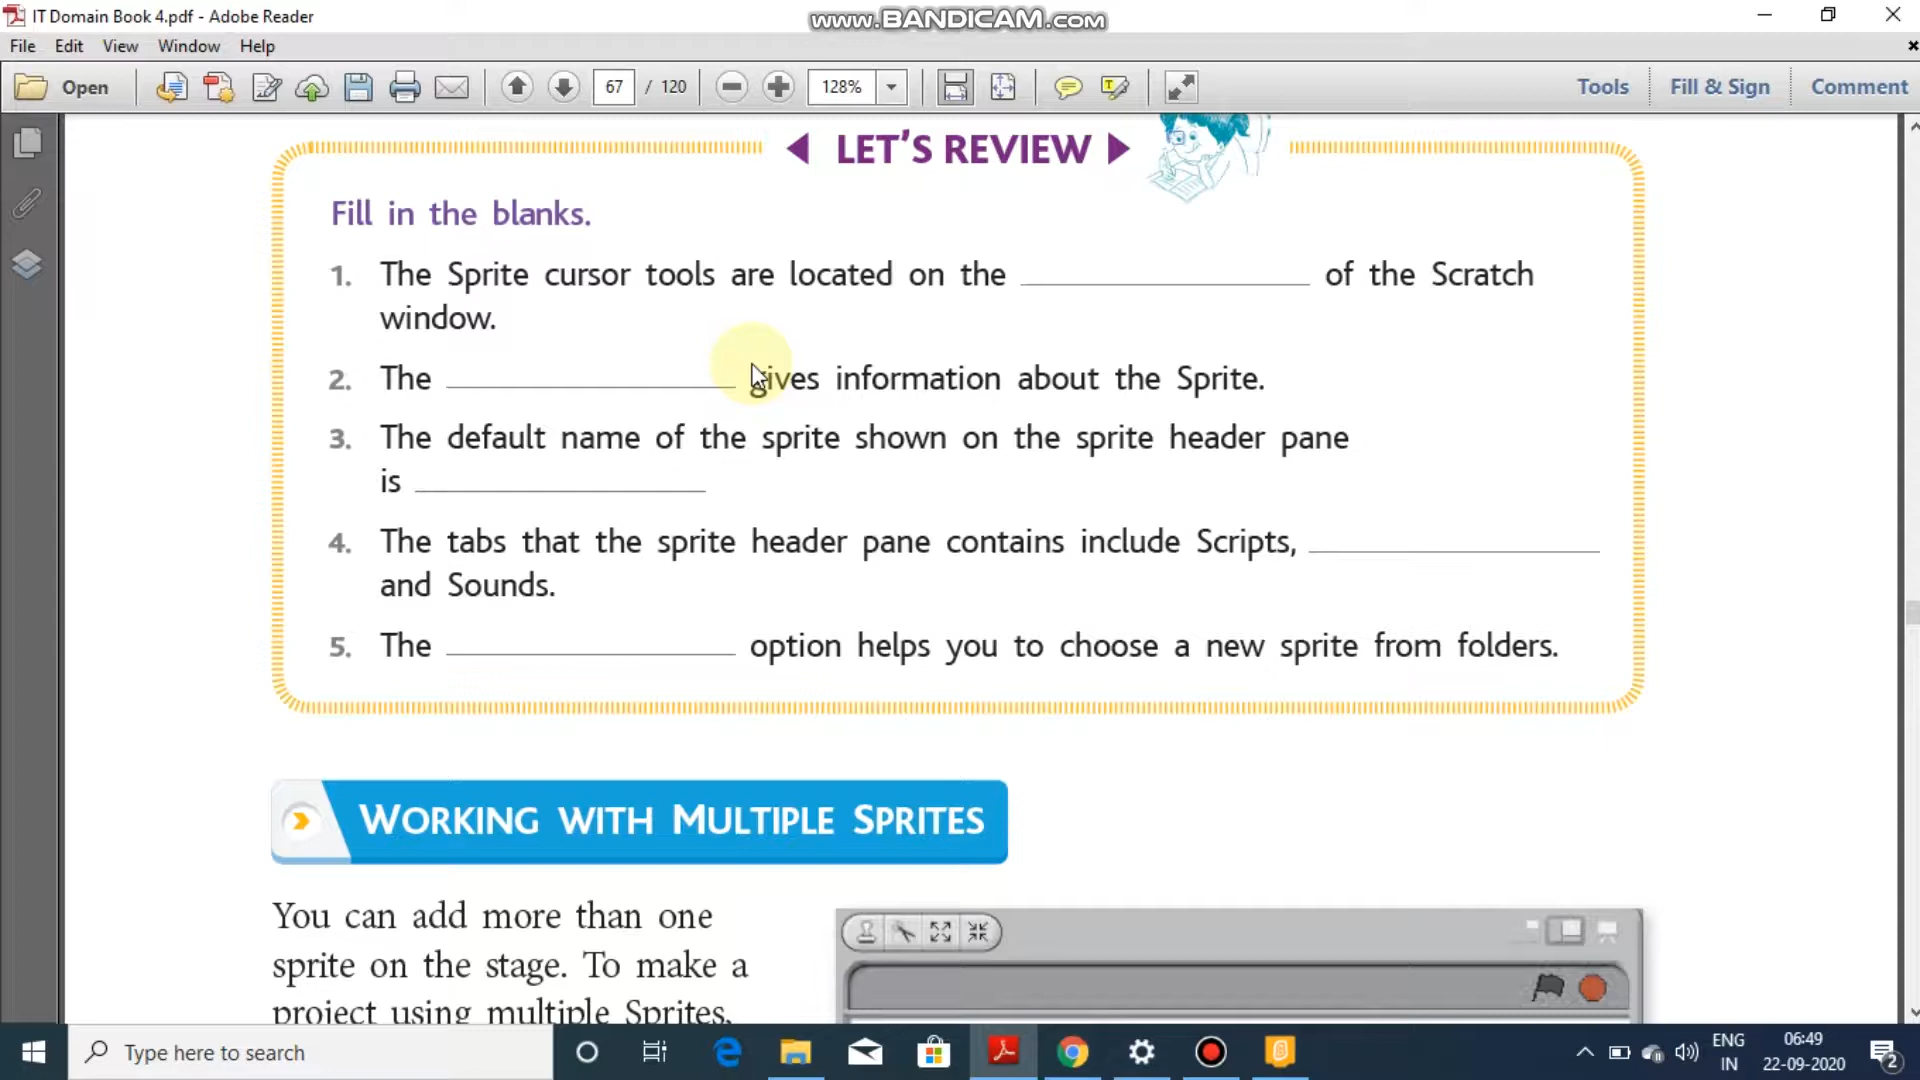 IT Domain Book 4.pdf - Adobe Reader
www.BANDICAM.com
File Edit View Window Help
Open 67 / 120 128% Tools Fill & Sign Comment
LET'S REVIEW
Fill in the blanks.
1. The Sprite cursor tools are located on the ____________ of the Scratch
window.
2. The ____________ gives information about the Sprite.
3. The default name of the sprite shown on the sprite header pane
is ____________
4. The tabs that the sprite header pane contains include Scripts, ____________
and Sounds.
5. The ____________ option helps you to choose a new sprite from folders.
WORKING WITH MULTIPLE SPRITES
You can add more than one
sprite on the stage. To make a
project using multiple Sprites,
Type here to search
ENG
IN
06:49
22-09-2020
2